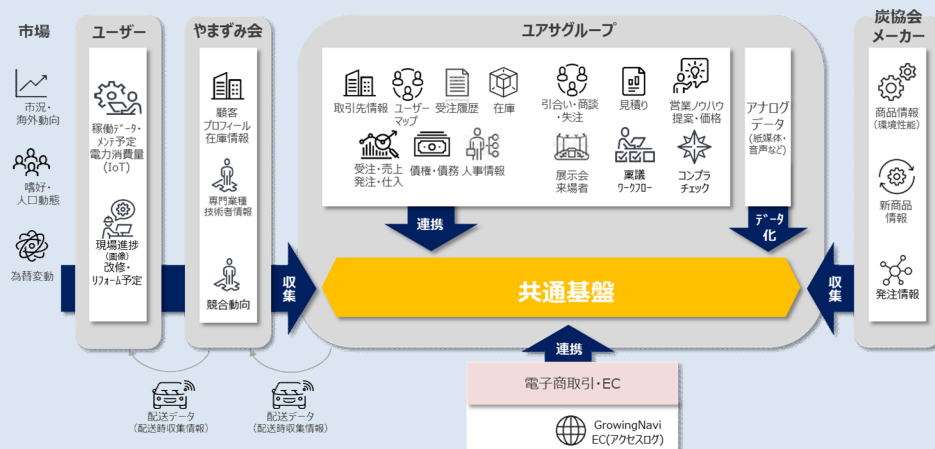 市場
市況・
海外動向
嗜好・
人口動態
為替変動
ユーザー
稼働データ・
メンテ予定
電力消費量
(IoT)
現場進捗
(画像)
改修・
リフォーム予定
やまずみ会
顧客
プロフィール
在庫情報
専門業種
技術者情報
競合動向
収集
ユアサグループ
取引先情報
ユーザー
マップ
受注履歴
在庫
引合い・商談
・失注
見積り
営業ノウハウ
提案・価格
受注・売上
発注・仕入
債権・債務
人事情報
展示会
来場者
稟議
ワークフロー
コンプラ
チェック
アナログ
データ
(紙媒体・
音声など)
連携
データ
化
共通基盤
連携
電子商取引・EC
GrowingNavi
EC(アクセスログ)
収集
炭協会
メーカー
商品情報
(環境性能)
新商品
情報
発注情報
配送データ
(配送時収集情報)
配送データ
(配送時収集情報)